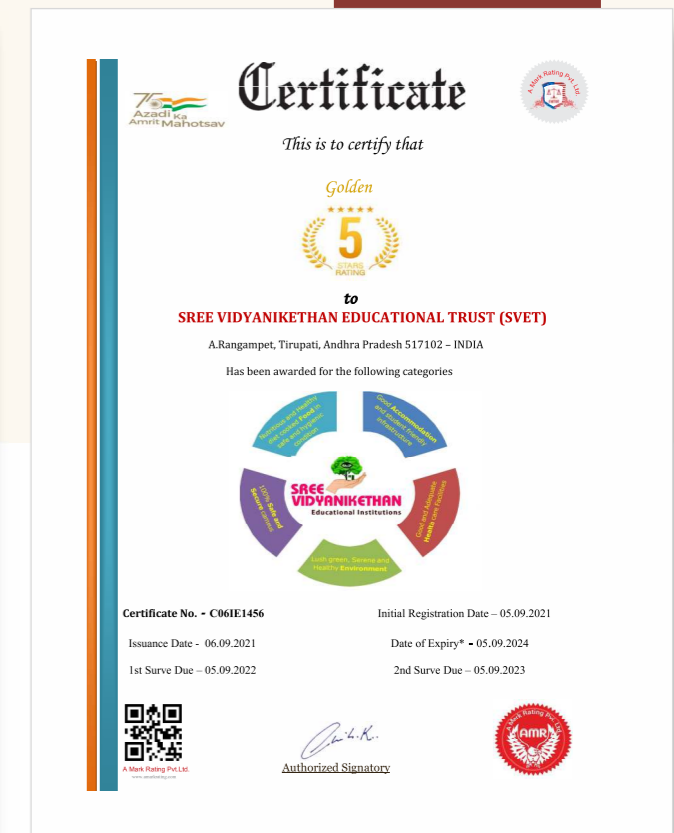 Certificate
Azadi Ka
Amrit Mahotsav
A Mark Rating Pvt. Ltd.
This is to certify that
Golden
5
STARS
RATING
to
SREE VIDYANIKETHAN EDUCATIONAL TRUST (SVET)
A.Rangampet, Tirupati, Andhra Pradesh 517102 – INDIA
Has been awarded for the following categories
Nutritious and Healthy
diet cooked Food in
safe and hygienic
condition
Good Accommodation
and student friendly
infrastructure
100% Safe and
Secure campus
SREE
VIDYANIKETHAN
Educational Institutions
Good and Adequate
Health care Facilities
Lush green, Serene and
Healthy Environment
Certificate No. - C06IE1456
Initial Registration Date – 05.09.2021
Issuance Date - 06.09.2021
Date of Expiry* - 05.09.2024
1st Surve Due – 05.09.2022
2nd Surve Due – 05.09.2023
A Mark Rating Pvt.Ltd.
www.amarkrating.com
Authorized Signatory
A Mark Rating Pvt. Ltd.
AMR